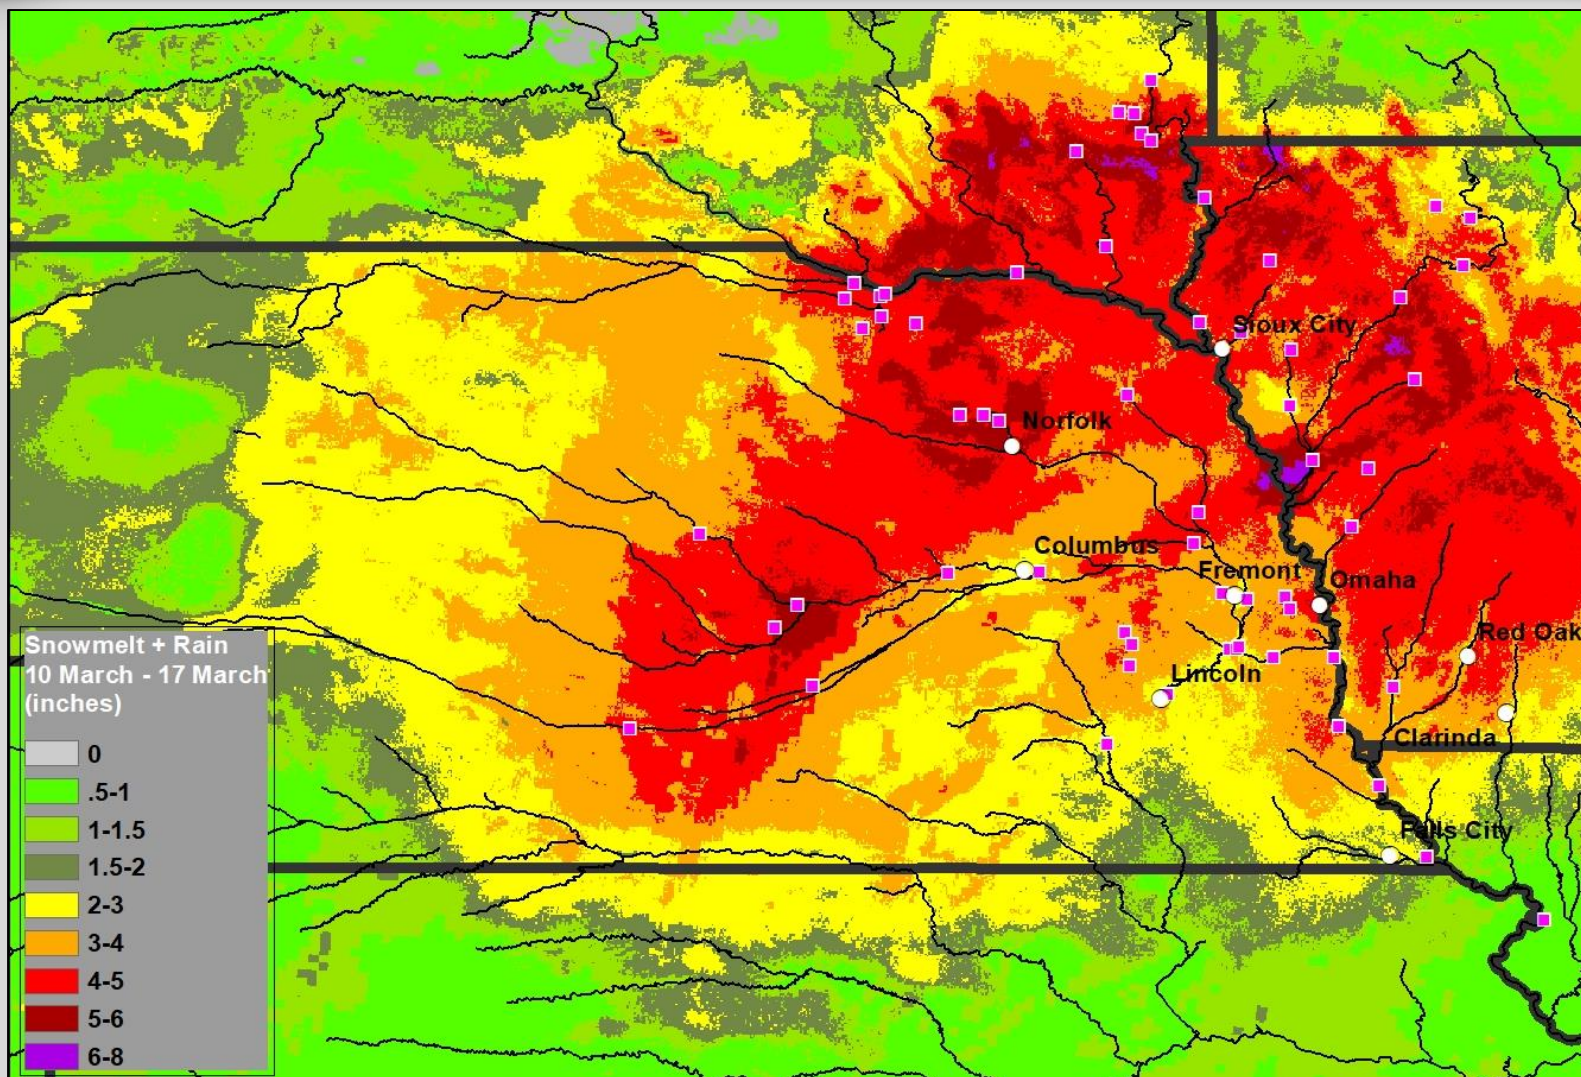 Sioux City
Norfolk
Columbus
Fremont
Omaha
Red Oak
Lincoln
Clarinda
Falls City
Snowmelt + Rain
10 March - 17 March
(inches)
0
.5-1
1-1.5
1.5-2
2-3
3-4
4-5
5-6
6-8